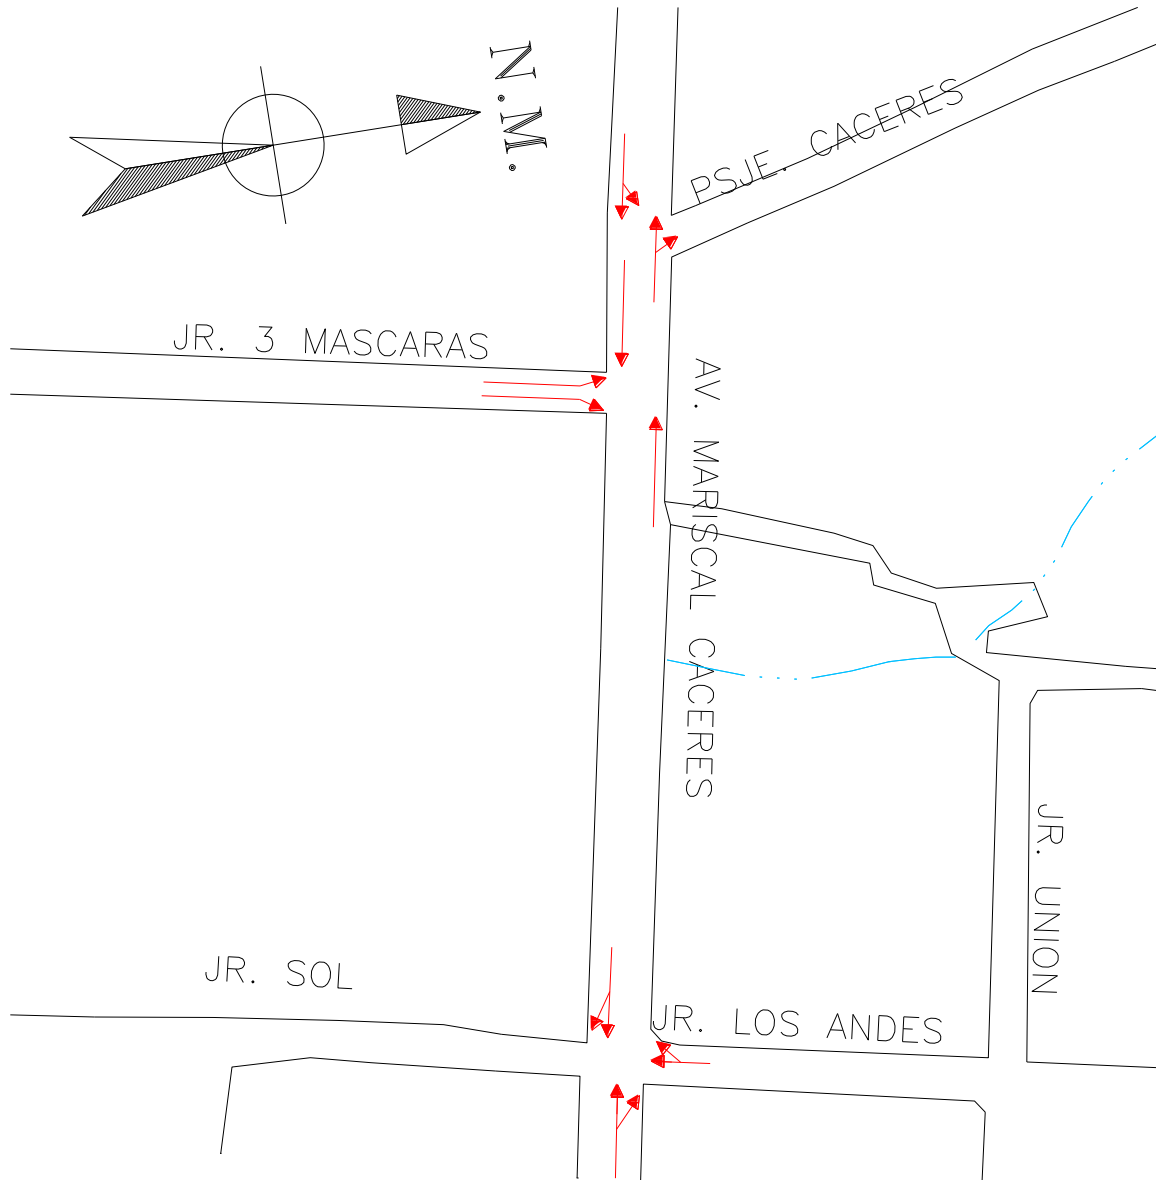 N.M.
PSJE. CACERES
JR. 3 MASCARAS
AV. MARISCAL CACERES
JR. UNION
JR. SOL
JR. LOS ANDES